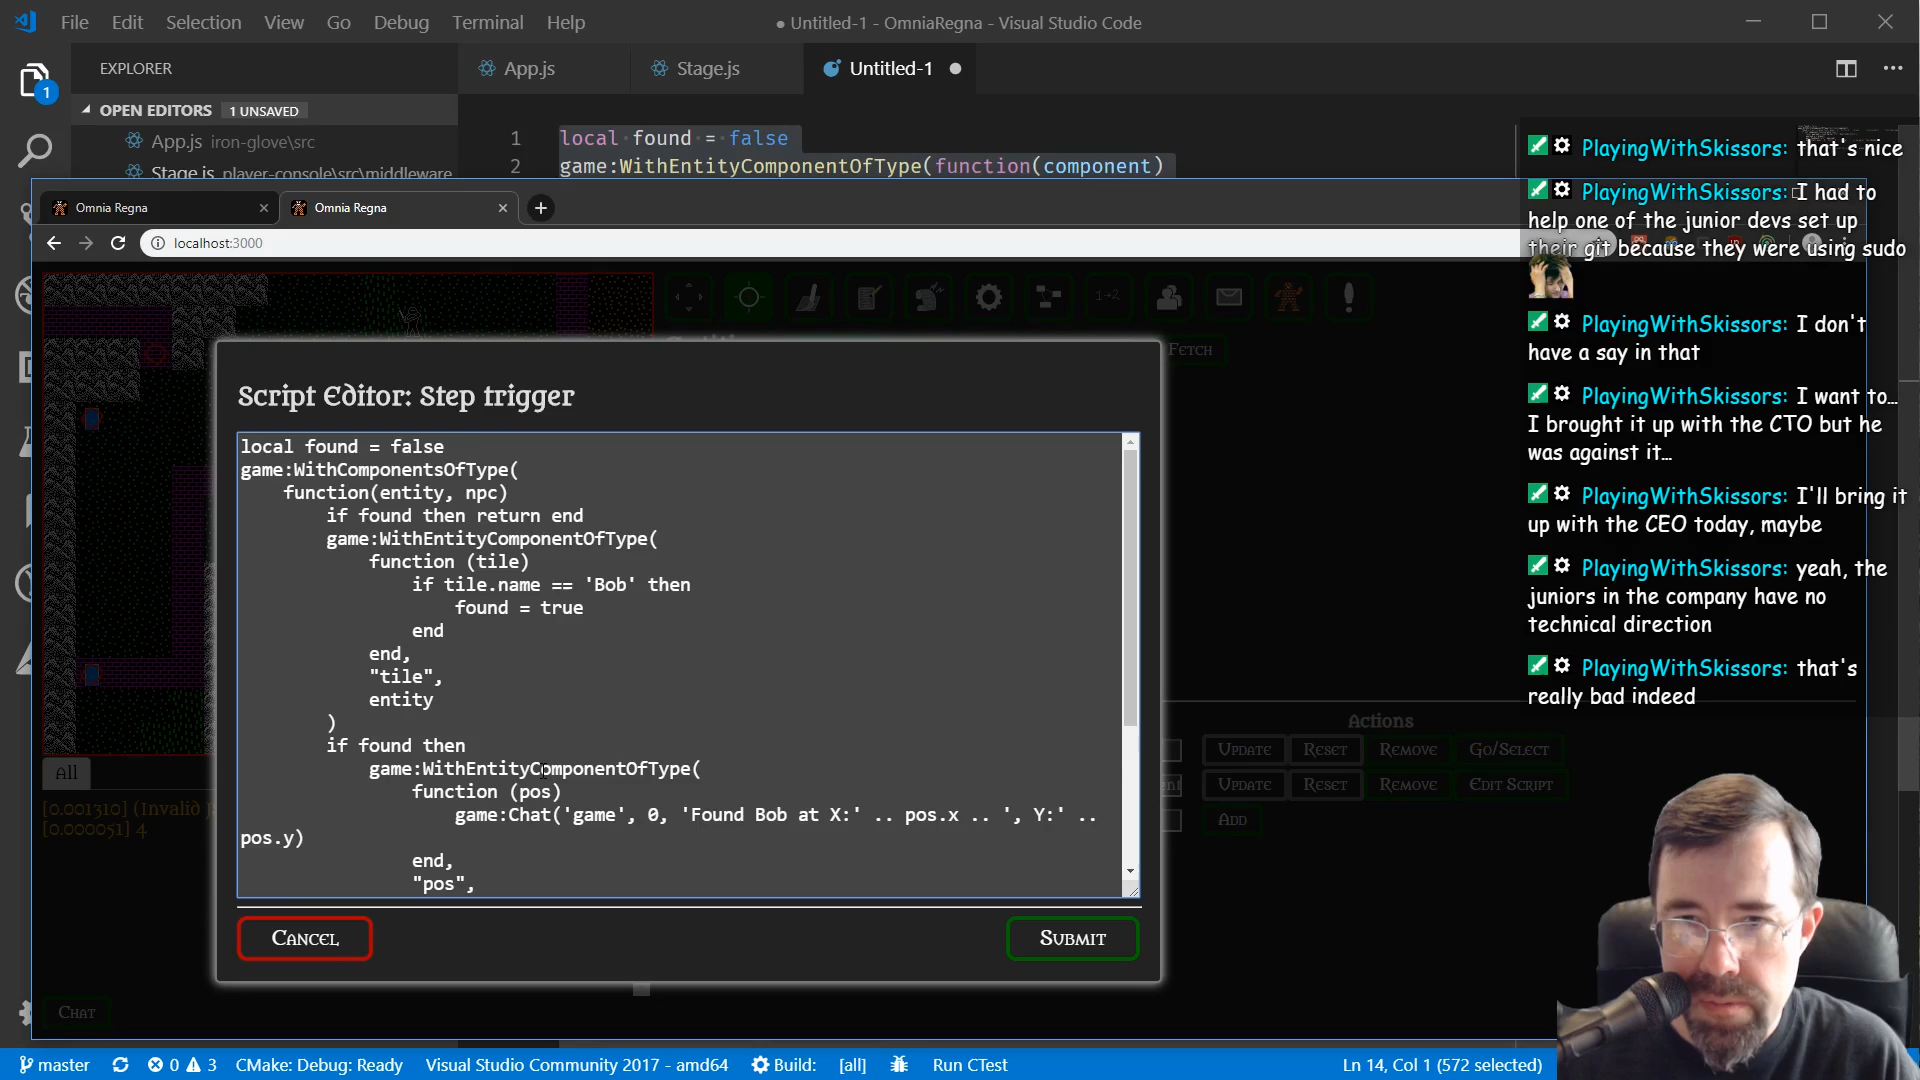 File Edit Selection View Go Debug Terminal Help
● Untitled-1 - OmniaRegna - Visual Studio Code
EXPLORER
OPEN EDITORS 1 UNSAVED
App.js iron-glove\src
Stage.js player-console\src\middleware
App.js
Stage.js
Untitled-1
1 local found = false
2 game:WithEntityComponentOfType(function(component)
Omnia Regna
Omnia Regna
localhost:3000
1→2
Fetch
Script Editor: Step trigger
local found = false
game:WithComponentsOfType(
function(entity, npc)
if found then return end
game:WithEntityComponentOfType(
function (tile)
if tile.name == 'Bob' then
found = true
end
end,
"tile",
entity
)
if found then
game:WithEntityComponentOfType(
function (pos)
game:Chat('game', 0, 'Found Bob at X:' .. pos.x .. ', Y:' ..
pos.y)
end,
"pos",
Cancel
Submit
Actions
Update Reset Remove Go/Select
Update Reset Remove Edit Script
Add
All
[0.001310] (Invalid
[0.000051] 4
Chat
PlayingWithSkissors: that's nice
PlayingWithSkissors: I had to
help one of the junior devs set up
their git because they were using sudo
PlayingWithSkissors: I don't
have a say in that
PlayingWithSkissors: I want to...
I brought it up with the CTO but he
was against it...
PlayingWithSkissors: I'll bring it
up with the CEO today, maybe
PlayingWithSkissors: yeah, the
juniors in the company have no
technical direction
PlayingWithSkissors: that's
really bad indeed
master 0 3 CMake: Debug: Ready Visual Studio Community 2017 - amd64 Build: [all] Run CTest
Ln 14, Col 1 (572 selected)